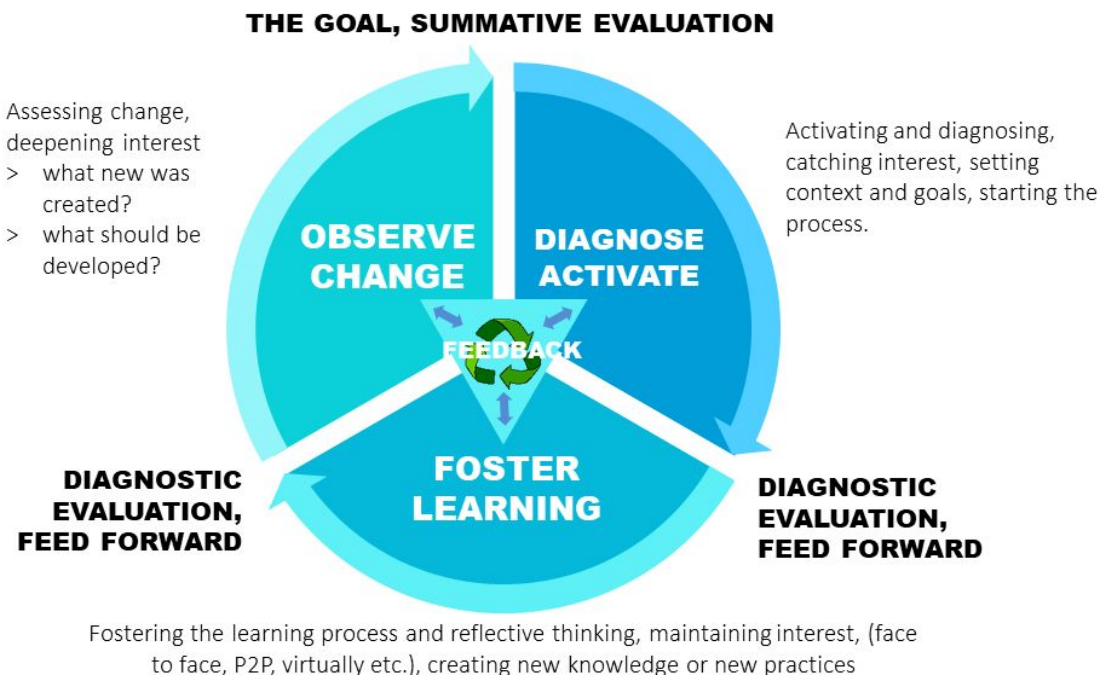 THE GOAL, SUMMATIVE EVALUATION
Assessing change,
deepening interest
> what new was
created?
> what should be
developed?
OBSERVE
CHANGE
DIAGNOSE
ACTIVATE
Activating and diagnosing,
catching interest, setting
context and goals, starting the
process.
FEEDBACK
FOSTER
LEARNING
DIAGNOSTIC
EVALUATION,
FEED FORWARD
DIAGNOSTIC
EVALUATION,
FEED FORWARD
Fostering the learning process and reflective thinking, maintaining interest, (face
to face, P2P, virtually etc.), creating new knowledge or new practices